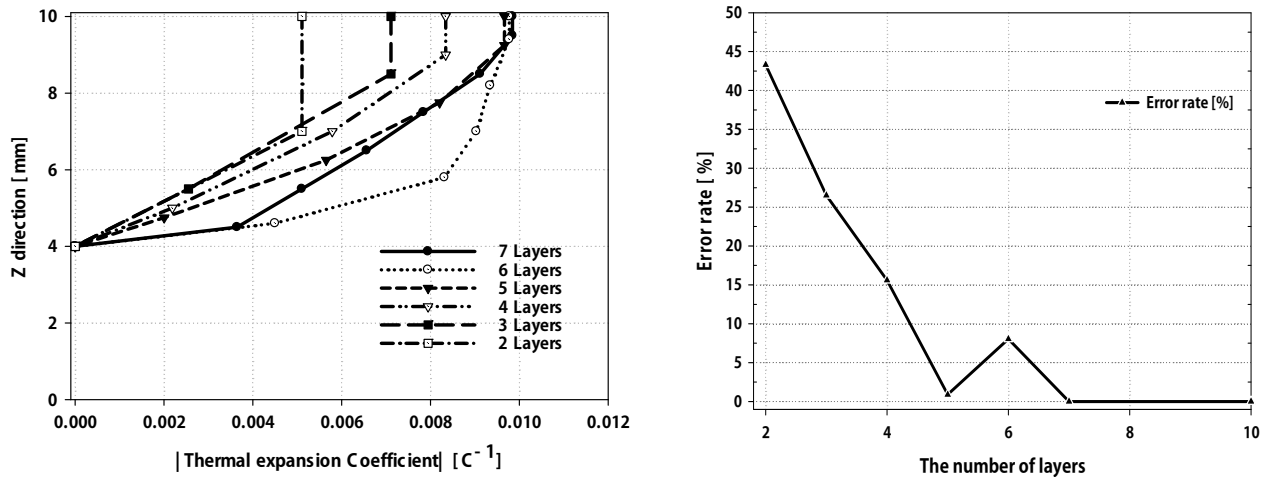 10
8
6
4
2
0
Z direction [mm]
0.000 0.002 0.004 0.006 0.008 0.010 0.012
|Thermal expansion Coefficient| [C⁻¹]
7 Layers
6 Layers
5 Layers
4 Layers
3 Layers
2 Layers
50
45
40
35
30
25
20
15
10
5
0
Error rate [%]
Error rate [%]
2 4 6 8 10
The number of layers